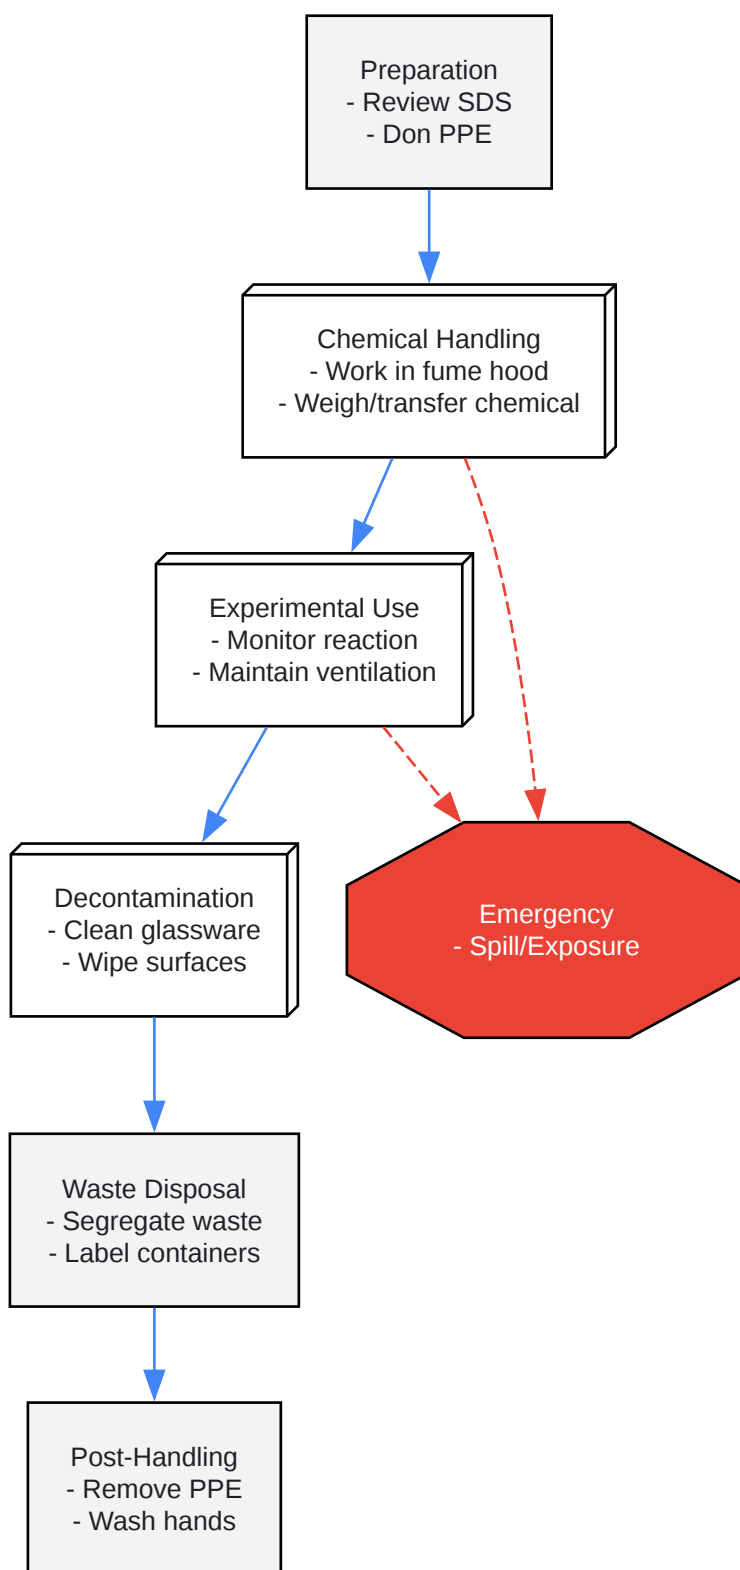 Preparation
- Review SDS
- Don PPE
Chemical Handling
- Work in fume hood
- Weigh/transfer chemical
Experimental Use
- Monitor reaction
- Maintain ventilation
Decontamination
- Clean glassware
- Wipe surfaces
Emergency
- Spill/Exposure
Waste Disposal
- Segregate waste
- Label containers
Post-Handling
- Remove PPE
- Wash hands